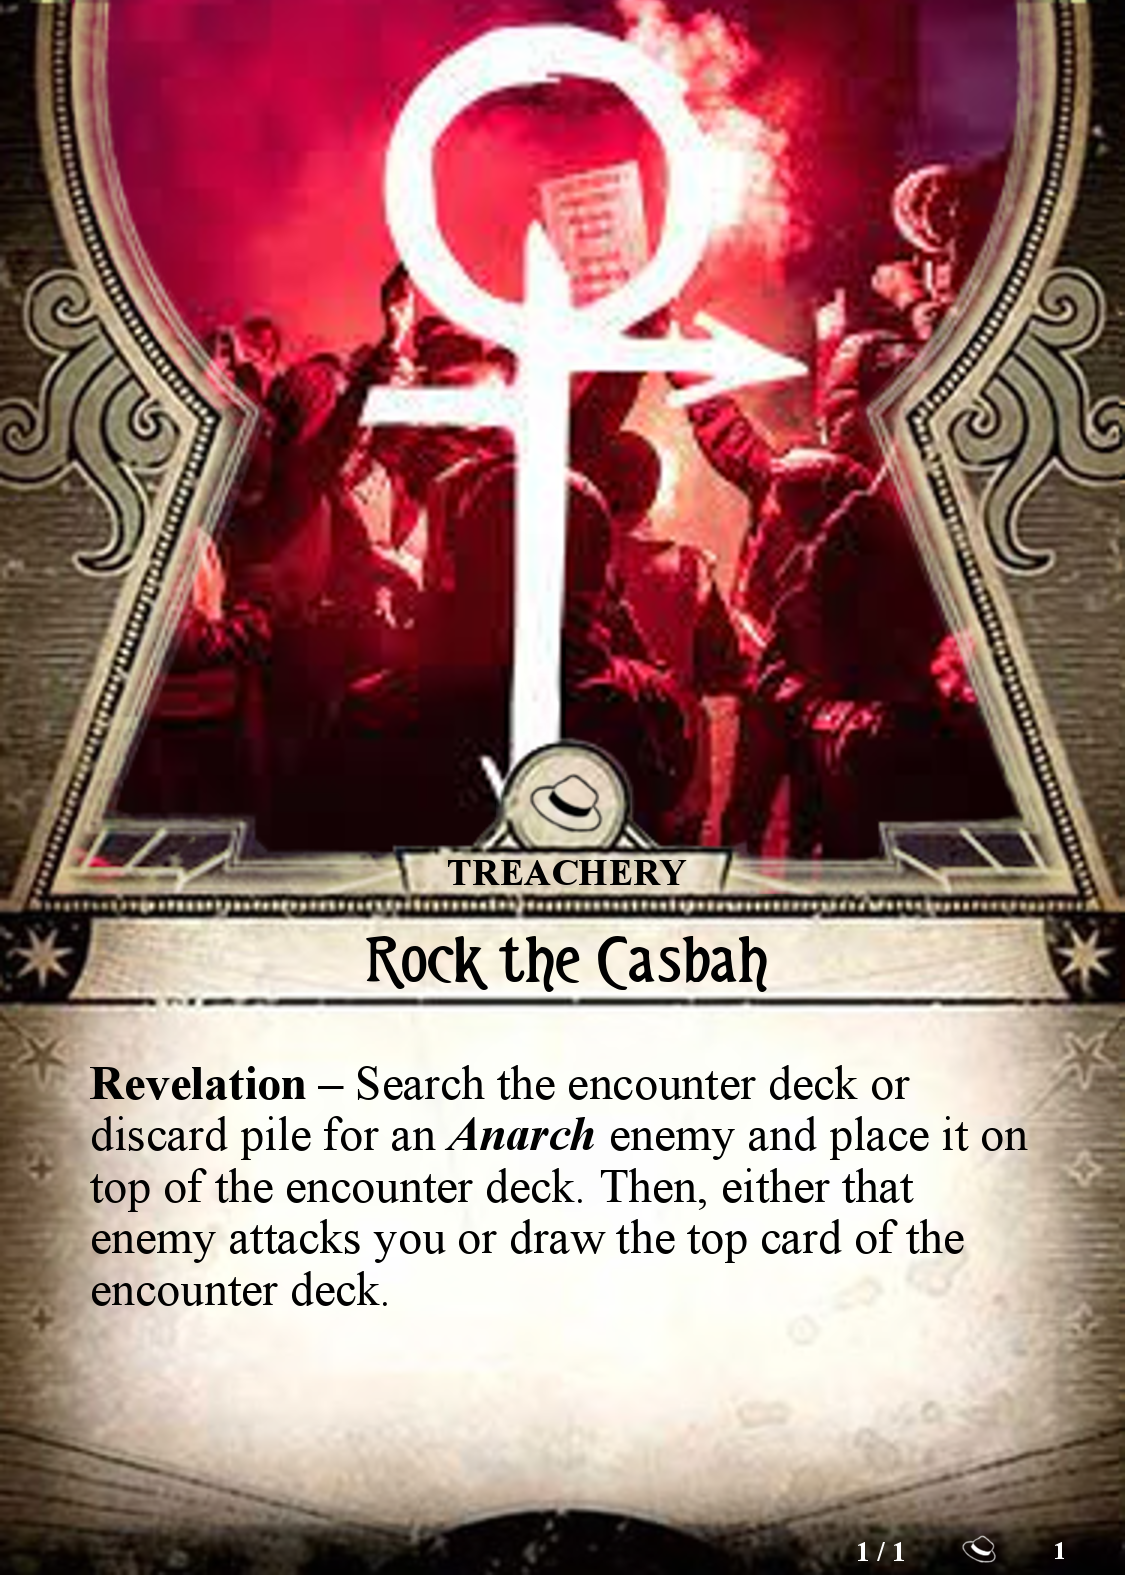 TREACHERY
Rock the Casbah
Revelation – Search the encounter deck or
discard pile for an Anarch enemy and place it on
top of the encounter deck. Then, either that
enemy attacks you or draw the top card of the
encounter deck.
1 / 1 1